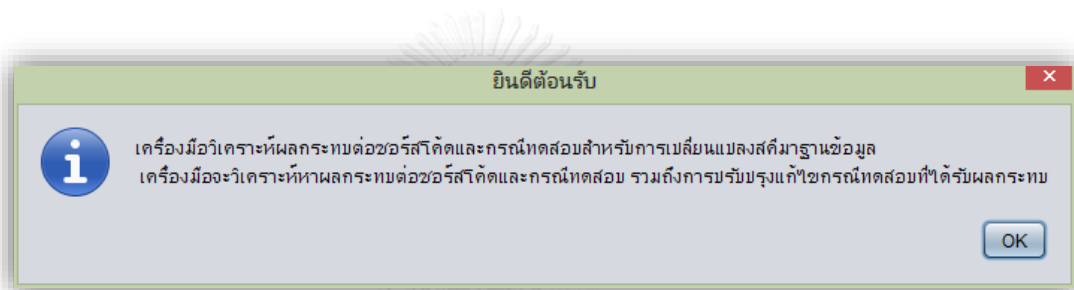 ยินดีต้อนรับ
เครื่องมือวิเคราะห์ผลกระทบต่อซอร์สโค้ดและกรณีทดสอบสำหรับการเปลี่ยนแปลงสคีมาฐานข้อมูล
เครื่องมือจะวิเคราะห์หาผลกระทบต่อซอร์สโค้ดและกรณีทดสอบ รวมถึงการปรับปรุงแก้ไขกรณีทดสอบที่ได้รับผลกระทบ
OK